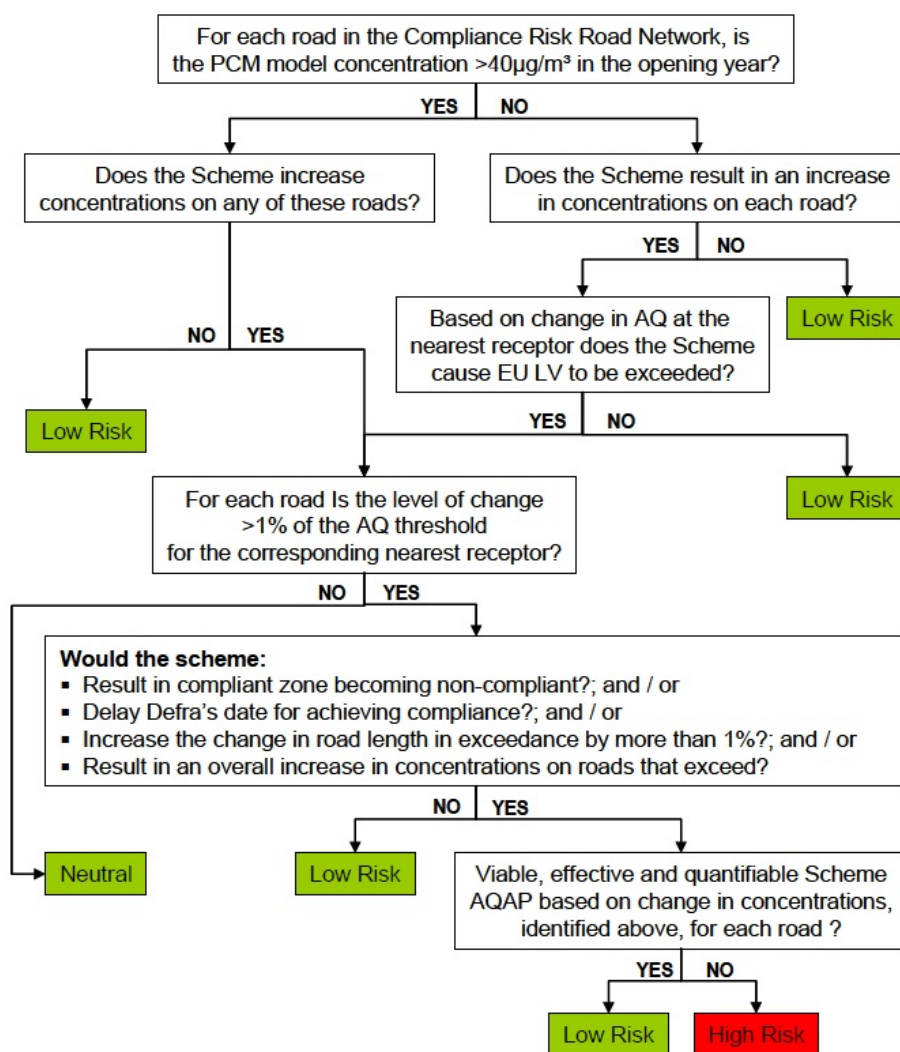 For each road in the Compliance Risk Road Network, is
the PCM model concentration >40µg/m³ in the opening year?
YES
NO
Does the Scheme increase
concentrations on any of these roads?
Does the Scheme result in an increase
in concentrations on each road?
YES
NO
NO
YES
Low Risk
Based on change in AQ at the
nearest receptor does the Scheme
cause EU LV to be exceeded?
Low Risk
YES
NO
Low Risk
For each road Is the level of change
>1% of the AQ threshold
for the corresponding nearest receptor?
NO
YES
Would the scheme:
▪ Result in compliant zone becoming non-compliant?; and / or
▪ Delay Defra's date for achieving compliance?; and / or
▪ Increase the change in road length in exceedance by more than 1%?; and / or
▪ Result in an overall increase in concentrations on roads that exceed?
NO
YES
Neutral
Low Risk
Viable, effective and quantifiable Scheme
AQAP based on change in concentrations,
identified above, for each road ?
YES
NO
Low Risk
High Risk